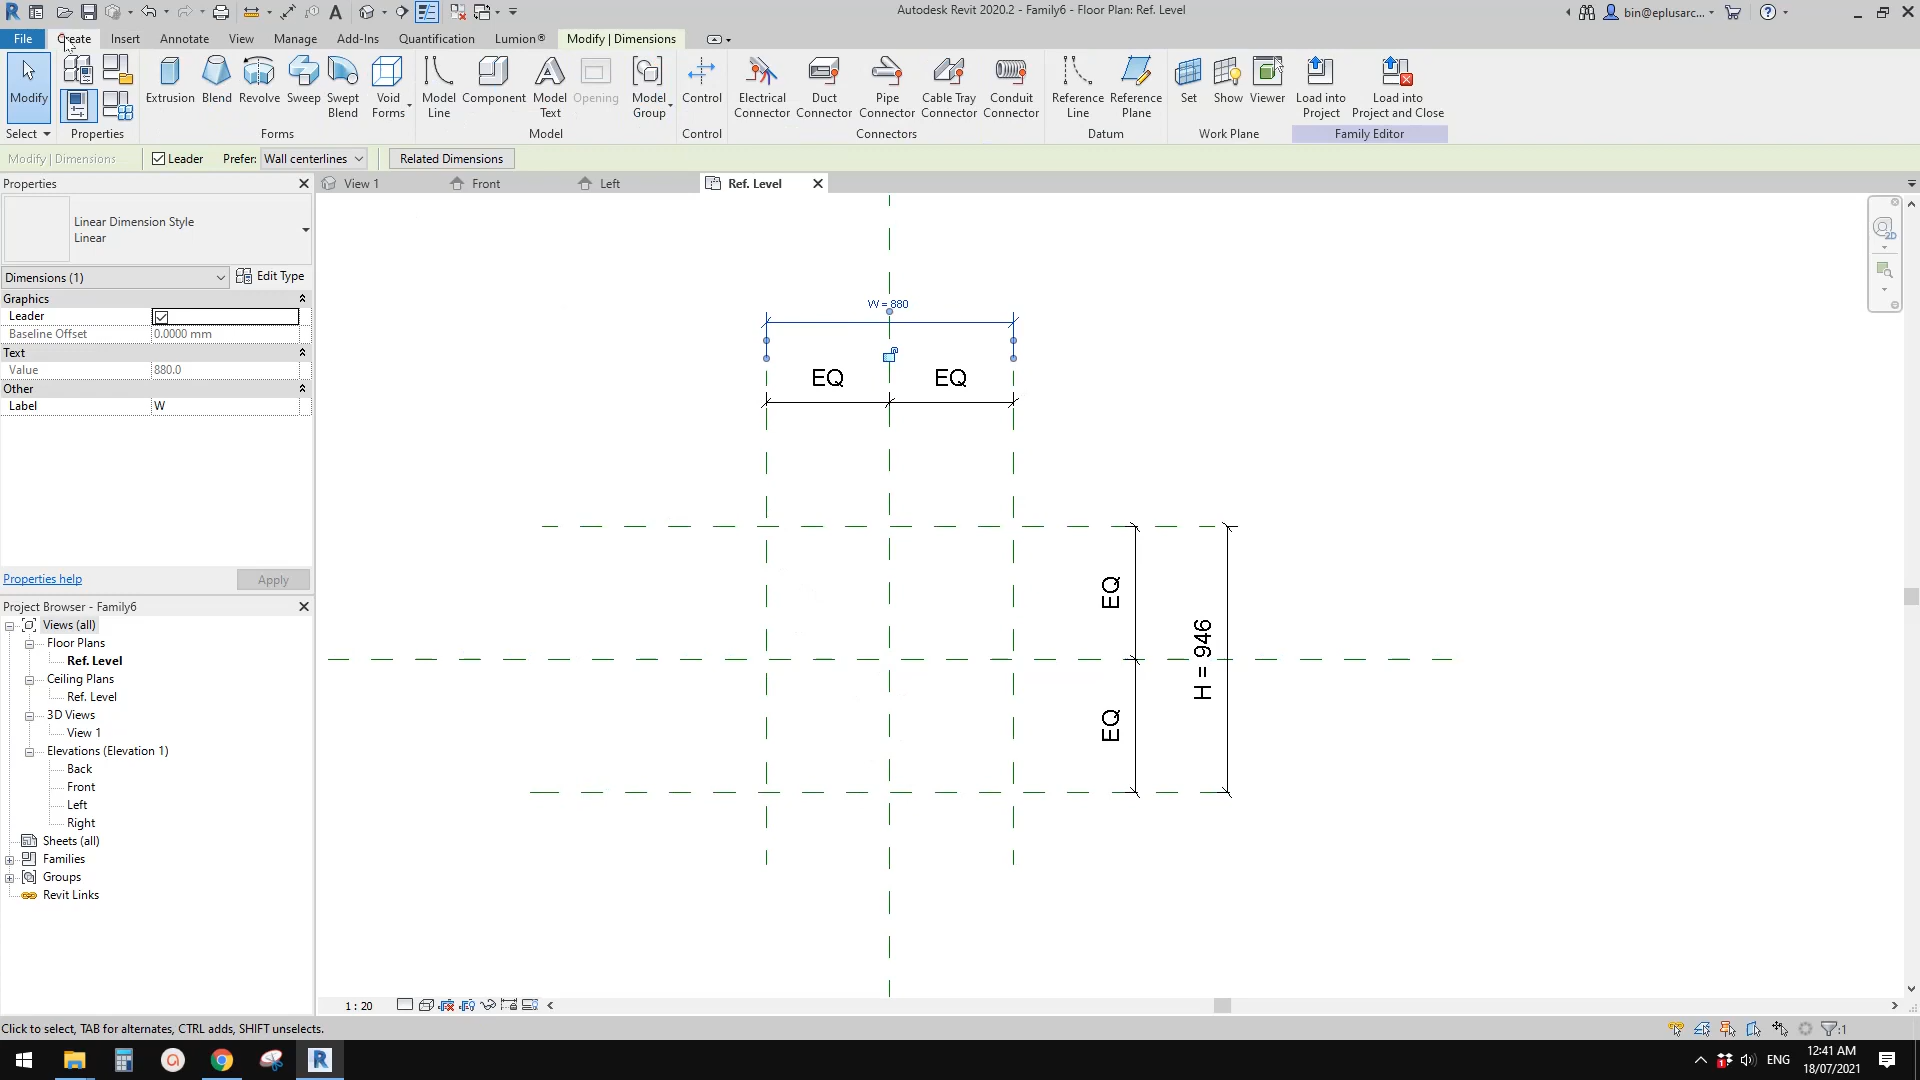 Autodesk Revit 2020.2 - Family6 - Floor Plan: Ref. Level
bin@eplusarc...
File Create Insert Annotate View Manage Add-Ins Quantification Lumion® Modify | Dimensions
Modify
Extrusion Blend Revolve Sweep Swept Blend Void Forms
Model Line Component Model Text Opening Model Group
Control
Electrical Connector Duct Connector Pipe Connector Cable Tray Connector Conduit Connector
Reference Line Reference Plane
Set Show Viewer
Load into Project Load into Project and Close
Select Properties Forms Model Control Connectors Datum Work Plane Family Editor
Modify | Dimensions Leader Prefer: Wall centerlines Related Dimensions
Properties
View 1 Front Left Ref. Level
Linear Dimension Style
Linear
Dimensions (1) Edit Type
Graphics
Leader
Baseline Offset 0.0000 mm
Text
Value 880.0
Other
Label W
Properties help Apply
Project Browser - Family6
Views (all)
Floor Plans
Ref. Level
Ceiling Plans
Ref. Level
3D Views
View 1
Elevations (Elevation 1)
Back
Front
Left
Right
Sheets (all)
Families
Groups
Revit Links
2D
W = 880
EQ EQ
EQ
H = 946
EQ
1 : 20
Click to select, TAB for alternates, CTRL adds, SHIFT unselects.
:1
ENG
12:41 AM
18/07/2021